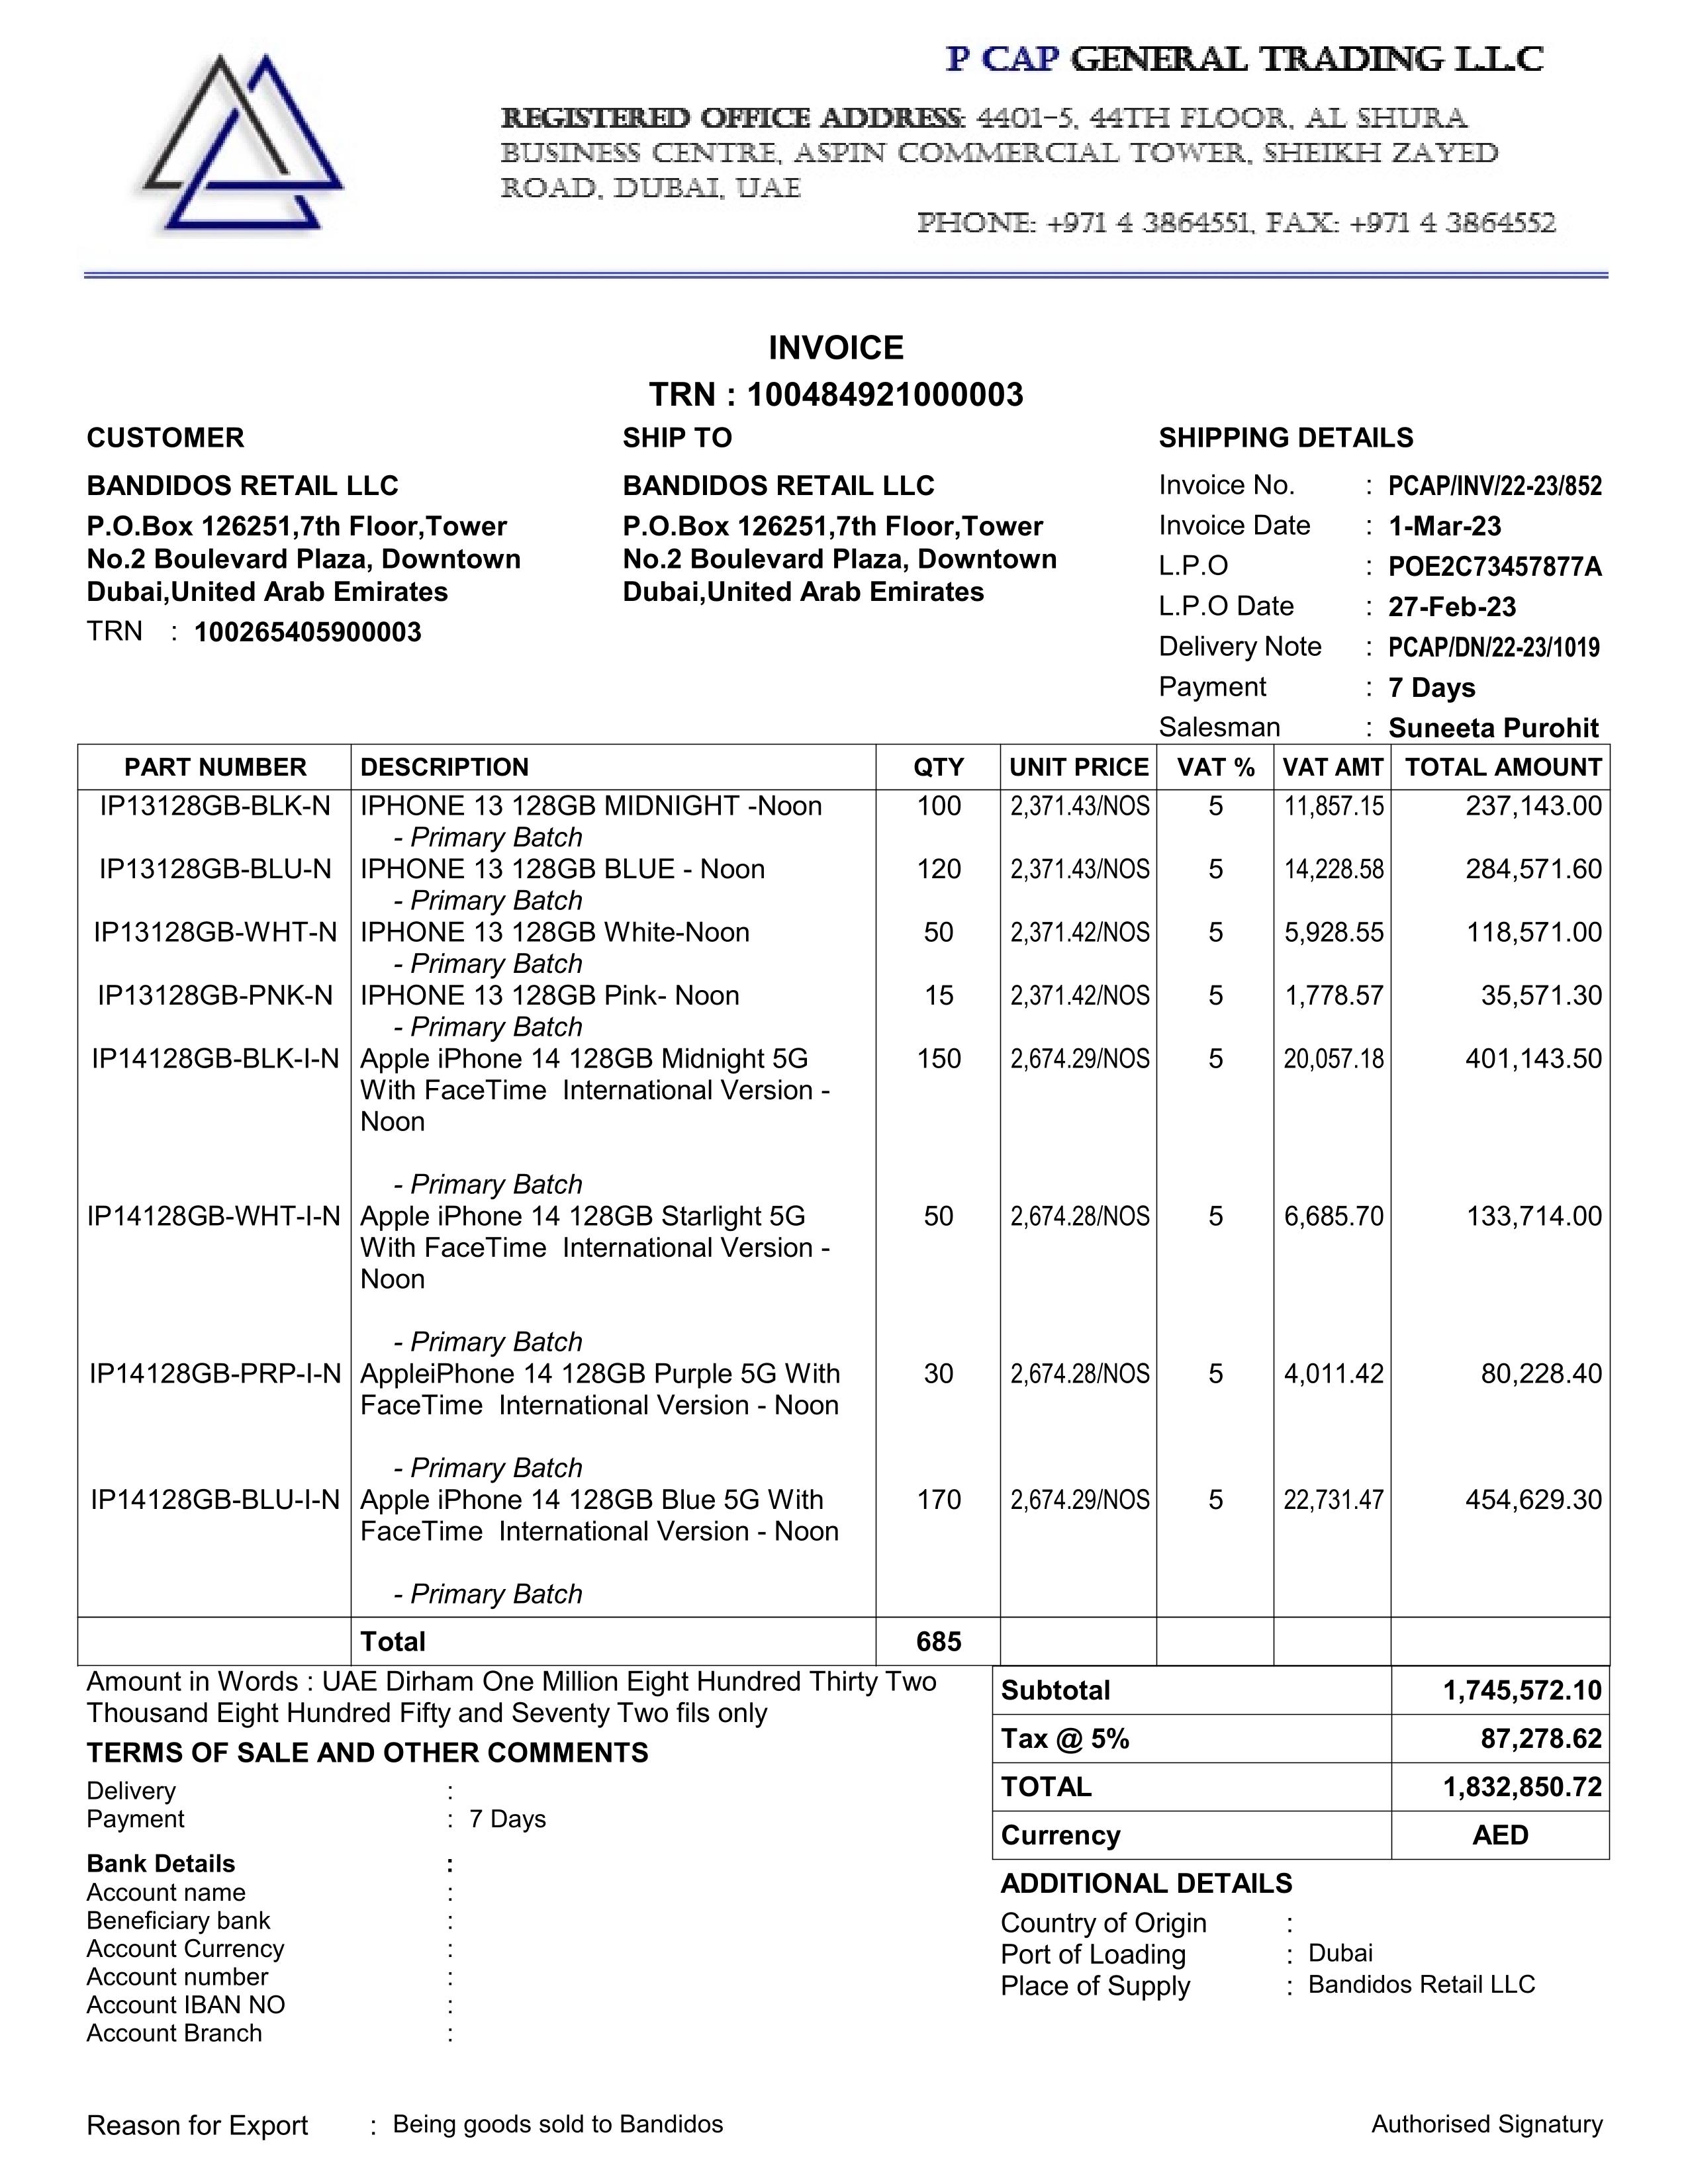 P CAP GENERAL TRADING L.L.C
REGISTERED OFFICE ADDRESS: 4401-5, 44TH FLOOR, AL SHURA
BUSINESS CENTRE, ASPIN COMMERCIAL TOWER, SHEIKH ZAYED
ROAD, DUBAI, UAE
PHONE: +971 4 3864551, FAX: +971 4 3864552
INVOICE
TRN : 100484921000003
CUSTOMER
BANDIDOS RETAIL LLC
P.O.Box 126251,7th Floor,Tower
No.2 Boulevard Plaza, Downtown
Dubai,United Arab Emirates
TRN : 100265405900003
SHIP TO
BANDIDOS RETAIL LLC
P.O.Box 126251,7th Floor,Tower
No.2 Boulevard Plaza, Downtown
Dubai,United Arab Emirates
SHIPPING DETAILS
Invoice No. : PCAP/INV/22-23/852
Invoice Date : 1-Mar-23
L.P.O : POE2C73457877A
L.P.O Date : 27-Feb-23
Delivery Note : PCAP/DN/22-23/1019
Payment : 7 Days
Salesman : Suneeta Purohit
PART NUMBER DESCRIPTION QTY UNIT PRICE VAT % VAT AMT TOTAL AMOUNT
IP13128GB-BLK-N IPHONE 13 128GB MIDNIGHT -Noon 100 2,371.43/NOS 5 11,857.15 237,143.00
- Primary Batch
IP13128GB-BLU-N IPHONE 13 128GB BLUE - Noon 120 2,371.43/NOS 5 14,228.58 284,571.60
- Primary Batch
IP13128GB-WHT-N IPHONE 13 128GB White-Noon 50 2,371.42/NOS 5 5,928.55 118,571.00
- Primary Batch
IP13128GB-PNK-N IPHONE 13 128GB Pink- Noon 15 2,371.42/NOS 5 1,778.57 35,571.30
- Primary Batch
IP14128GB-BLK-I-N Apple iPhone 14 128GB Midnight 5G 150 2,674.29/NOS 5 20,057.18 401,143.50
With FaceTime International Version -
Noon
- Primary Batch
IP14128GB-WHT-I-N Apple iPhone 14 128GB Starlight 5G 50 2,674.28/NOS 5 6,685.70 133,714.00
With FaceTime International Version -
Noon
- Primary Batch
IP14128GB-PRP-I-N AppleiPhone 14 128GB Purple 5G With 30 2,674.28/NOS 5 4,011.42 80,228.40
FaceTime International Version - Noon
- Primary Batch
IP14128GB-BLU-I-N Apple iPhone 14 128GB Blue 5G With 170 2,674.29/NOS 5 22,731.47 454,629.30
FaceTime International Version - Noon
- Primary Batch
Total 685
Amount in Words : UAE Dirham One Million Eight Hundred Thirty Two
Thousand Eight Hundred Fifty and Seventy Two fils only
Subtotal 1,745,572.10
Tax @ 5% 87,278.62
TOTAL 1,832,850.72
Currency AED
TERMS OF SALE AND OTHER COMMENTS
Delivery :
Payment : 7 Days
Bank Details :
Account name :
Beneficiary bank :
Account Currency :
Account number :
Account IBAN NO :
Account Branch :
ADDITIONAL DETAILS
Country of Origin :
Port of Loading : Dubai
Place of Supply : Bandidos Retail LLC
Reason for Export : Being goods sold to Bandidos
Authorised Signatury